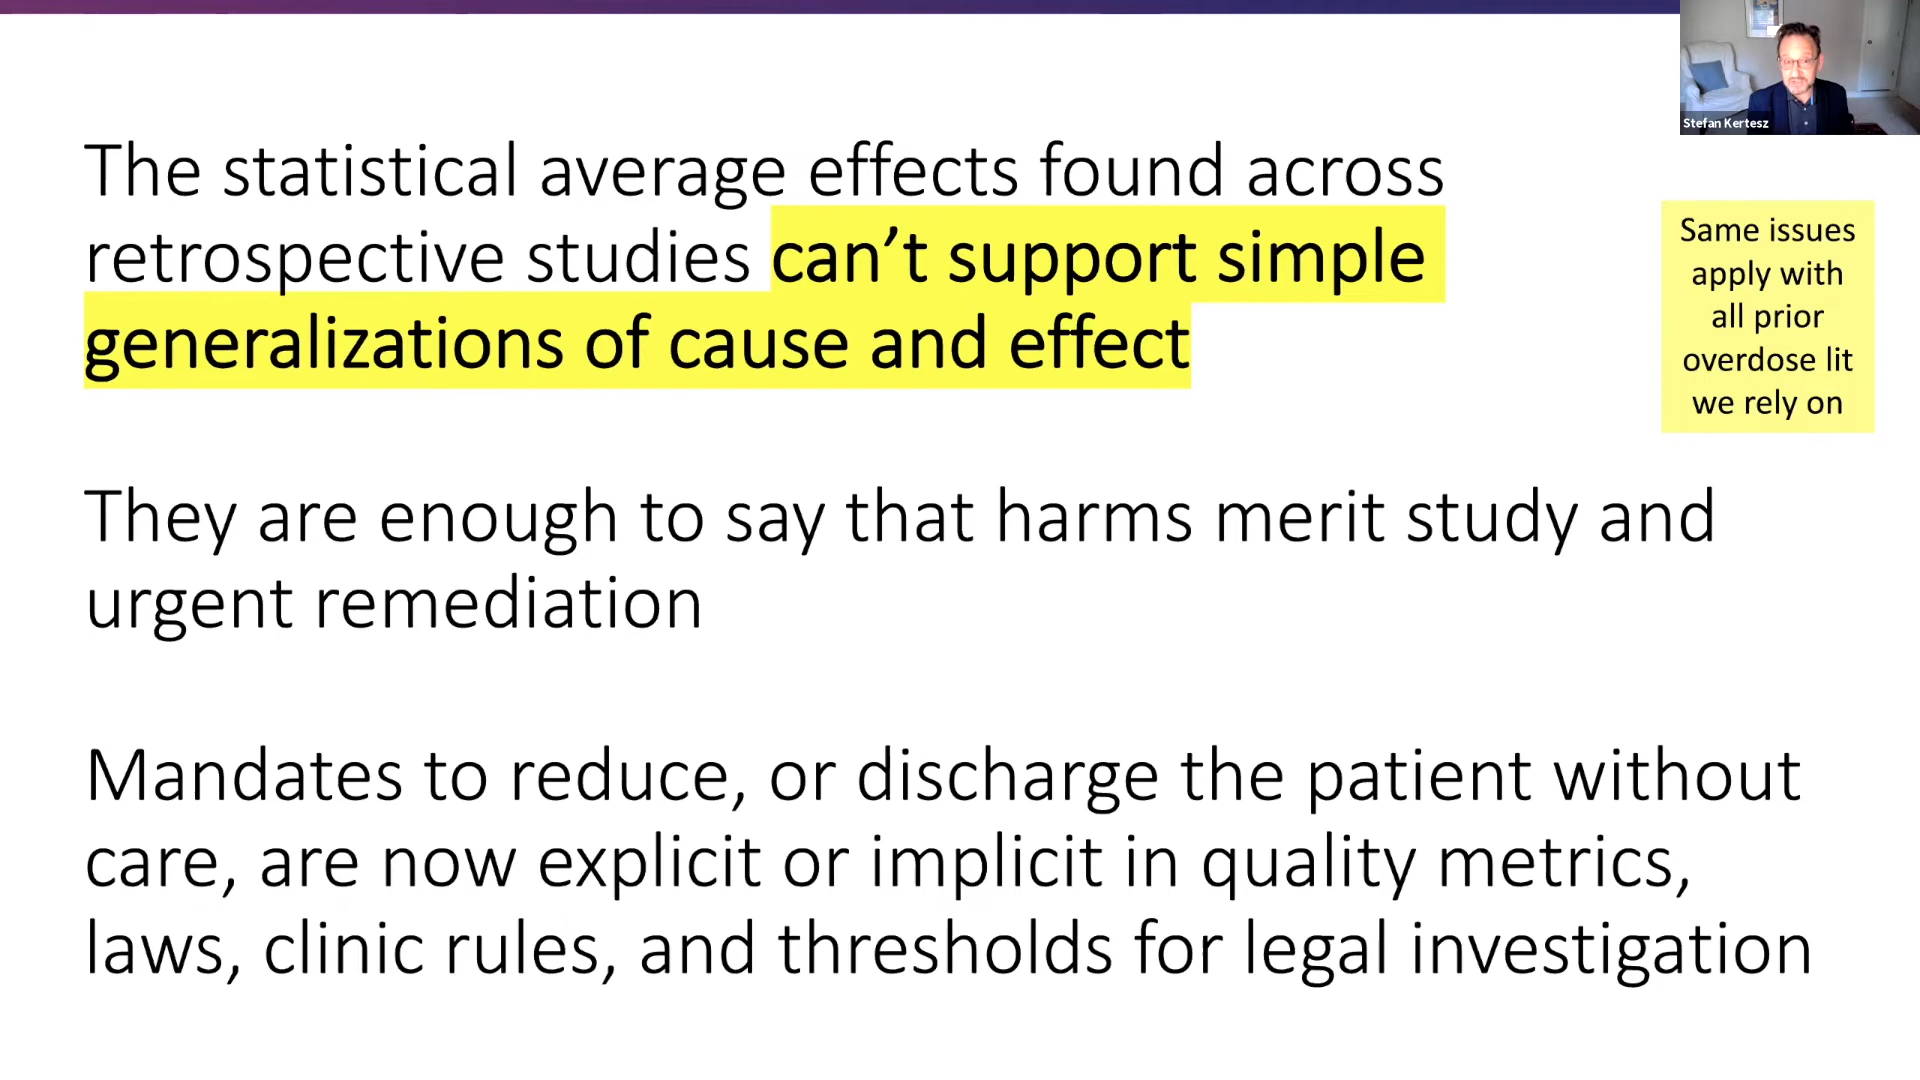 Stefan Kertesz
The statistical average effects found across
retrospective studies can’t support simple
generalizations of cause and effect
Same issues
apply with
all prior
overdose lit
we rely on
They are enough to say that harms merit study and
urgent remediation
Mandates to reduce, or discharge the patient without
care, are now explicit or implicit in quality metrics,
laws, clinic rules, and thresholds for legal investigation